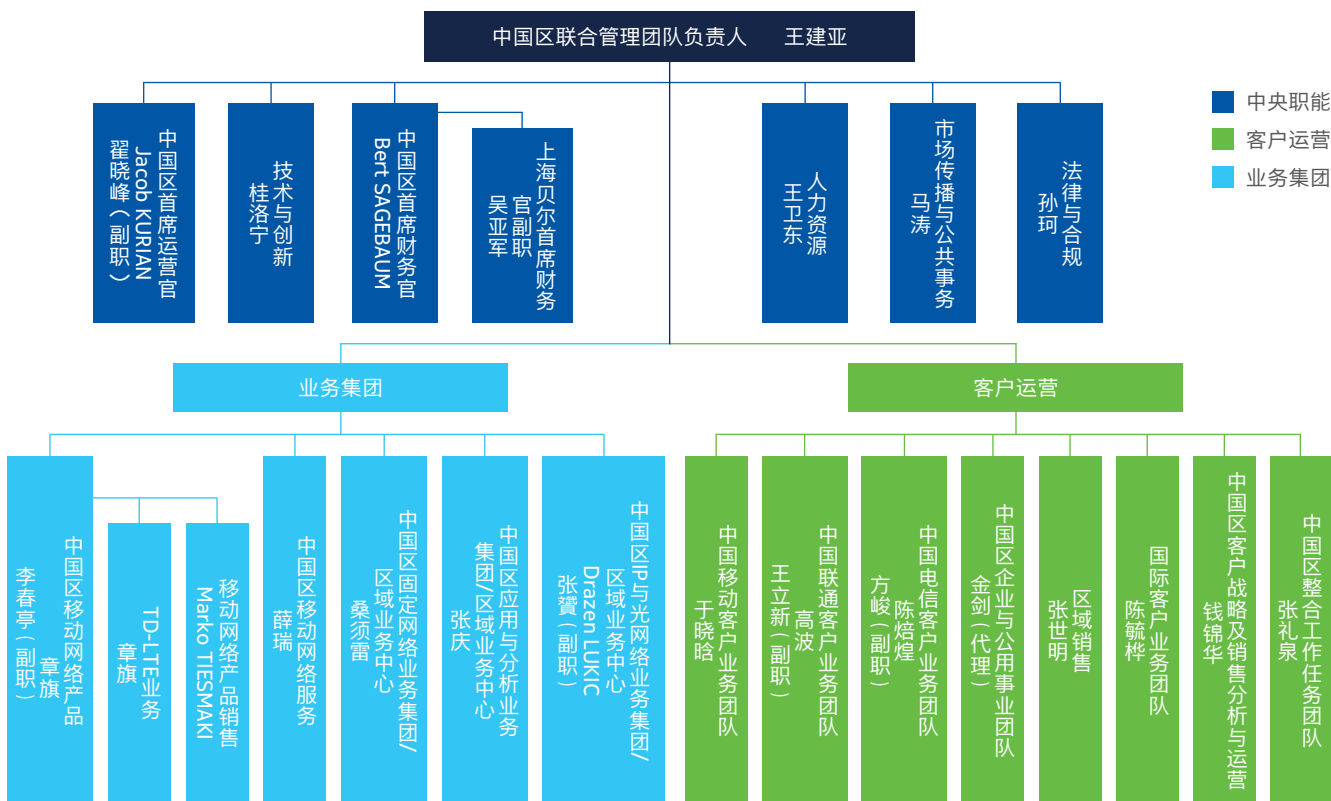 中国区联合管理团队负责人 王建亚
中央职能
客户运营
业务集团
中国区首席运营官
Jacob KURIAN
翟晓峰（副职）
技术与创新
桂洛宁
中国区首席财务官
Bert SAGEBAUM
上海贝尔首席财务
官副职
吴亚军
人力资源
王卫东
市场传播与公共事务
马涛
法律与合规
孙珂
业务集团
客户运营
中国区移动网络产品
章旗
李春亭（副职）
TD-LTE业务
章旗
移动网络产品销售
Marko TIESMAKI
中国区移动网络服务
薛瑞
中国区固定网络业务集团/
区域业务中心
桑须雷
中国区应用与分析业务
集团/区域业务中心
张庆
中国区IP与光网络业务集团/
区域业务中心
Drazen LUKIC
张贇（副职）
中国移动客户业务团队
于晓晗
中国联通客户业务团队
高波
王立新（副职）
中国电信客户业务团队
陈焙煌
方峻（副职）
中国区企业与公用事业团队
金剑（代理）
区域销售
张世明
国际客户业务团队
陈毓桦
中国区客户战略及销售分析与运营
钱锦华
中国区整合工作任务团队
张礼泉